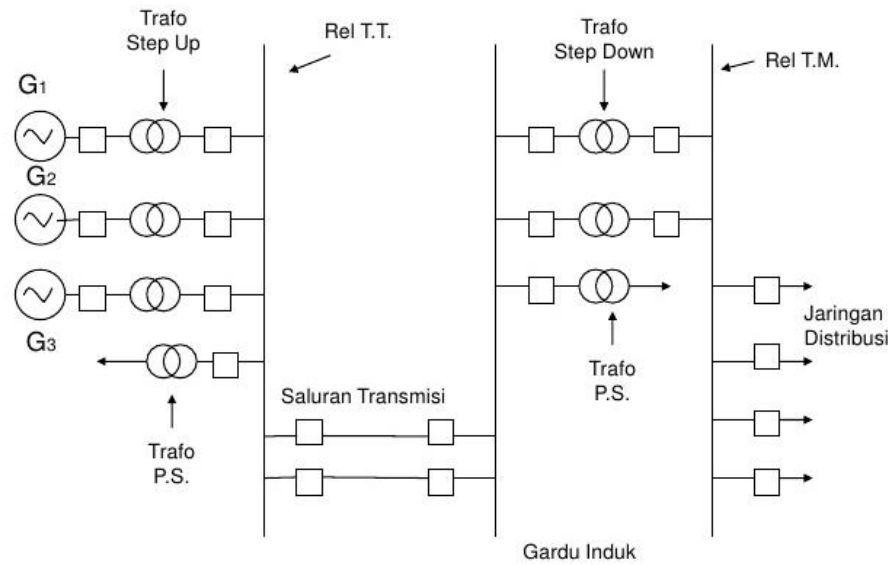 Trafo
Step Up
Rel T.T.
Trafo
Step Down
Rel T.M.
G1
G2
G3
Trafo
P.S.
Saluran Transmisi
Trafo
P.S.
Jaringan
Distribusi
Gardu Induk